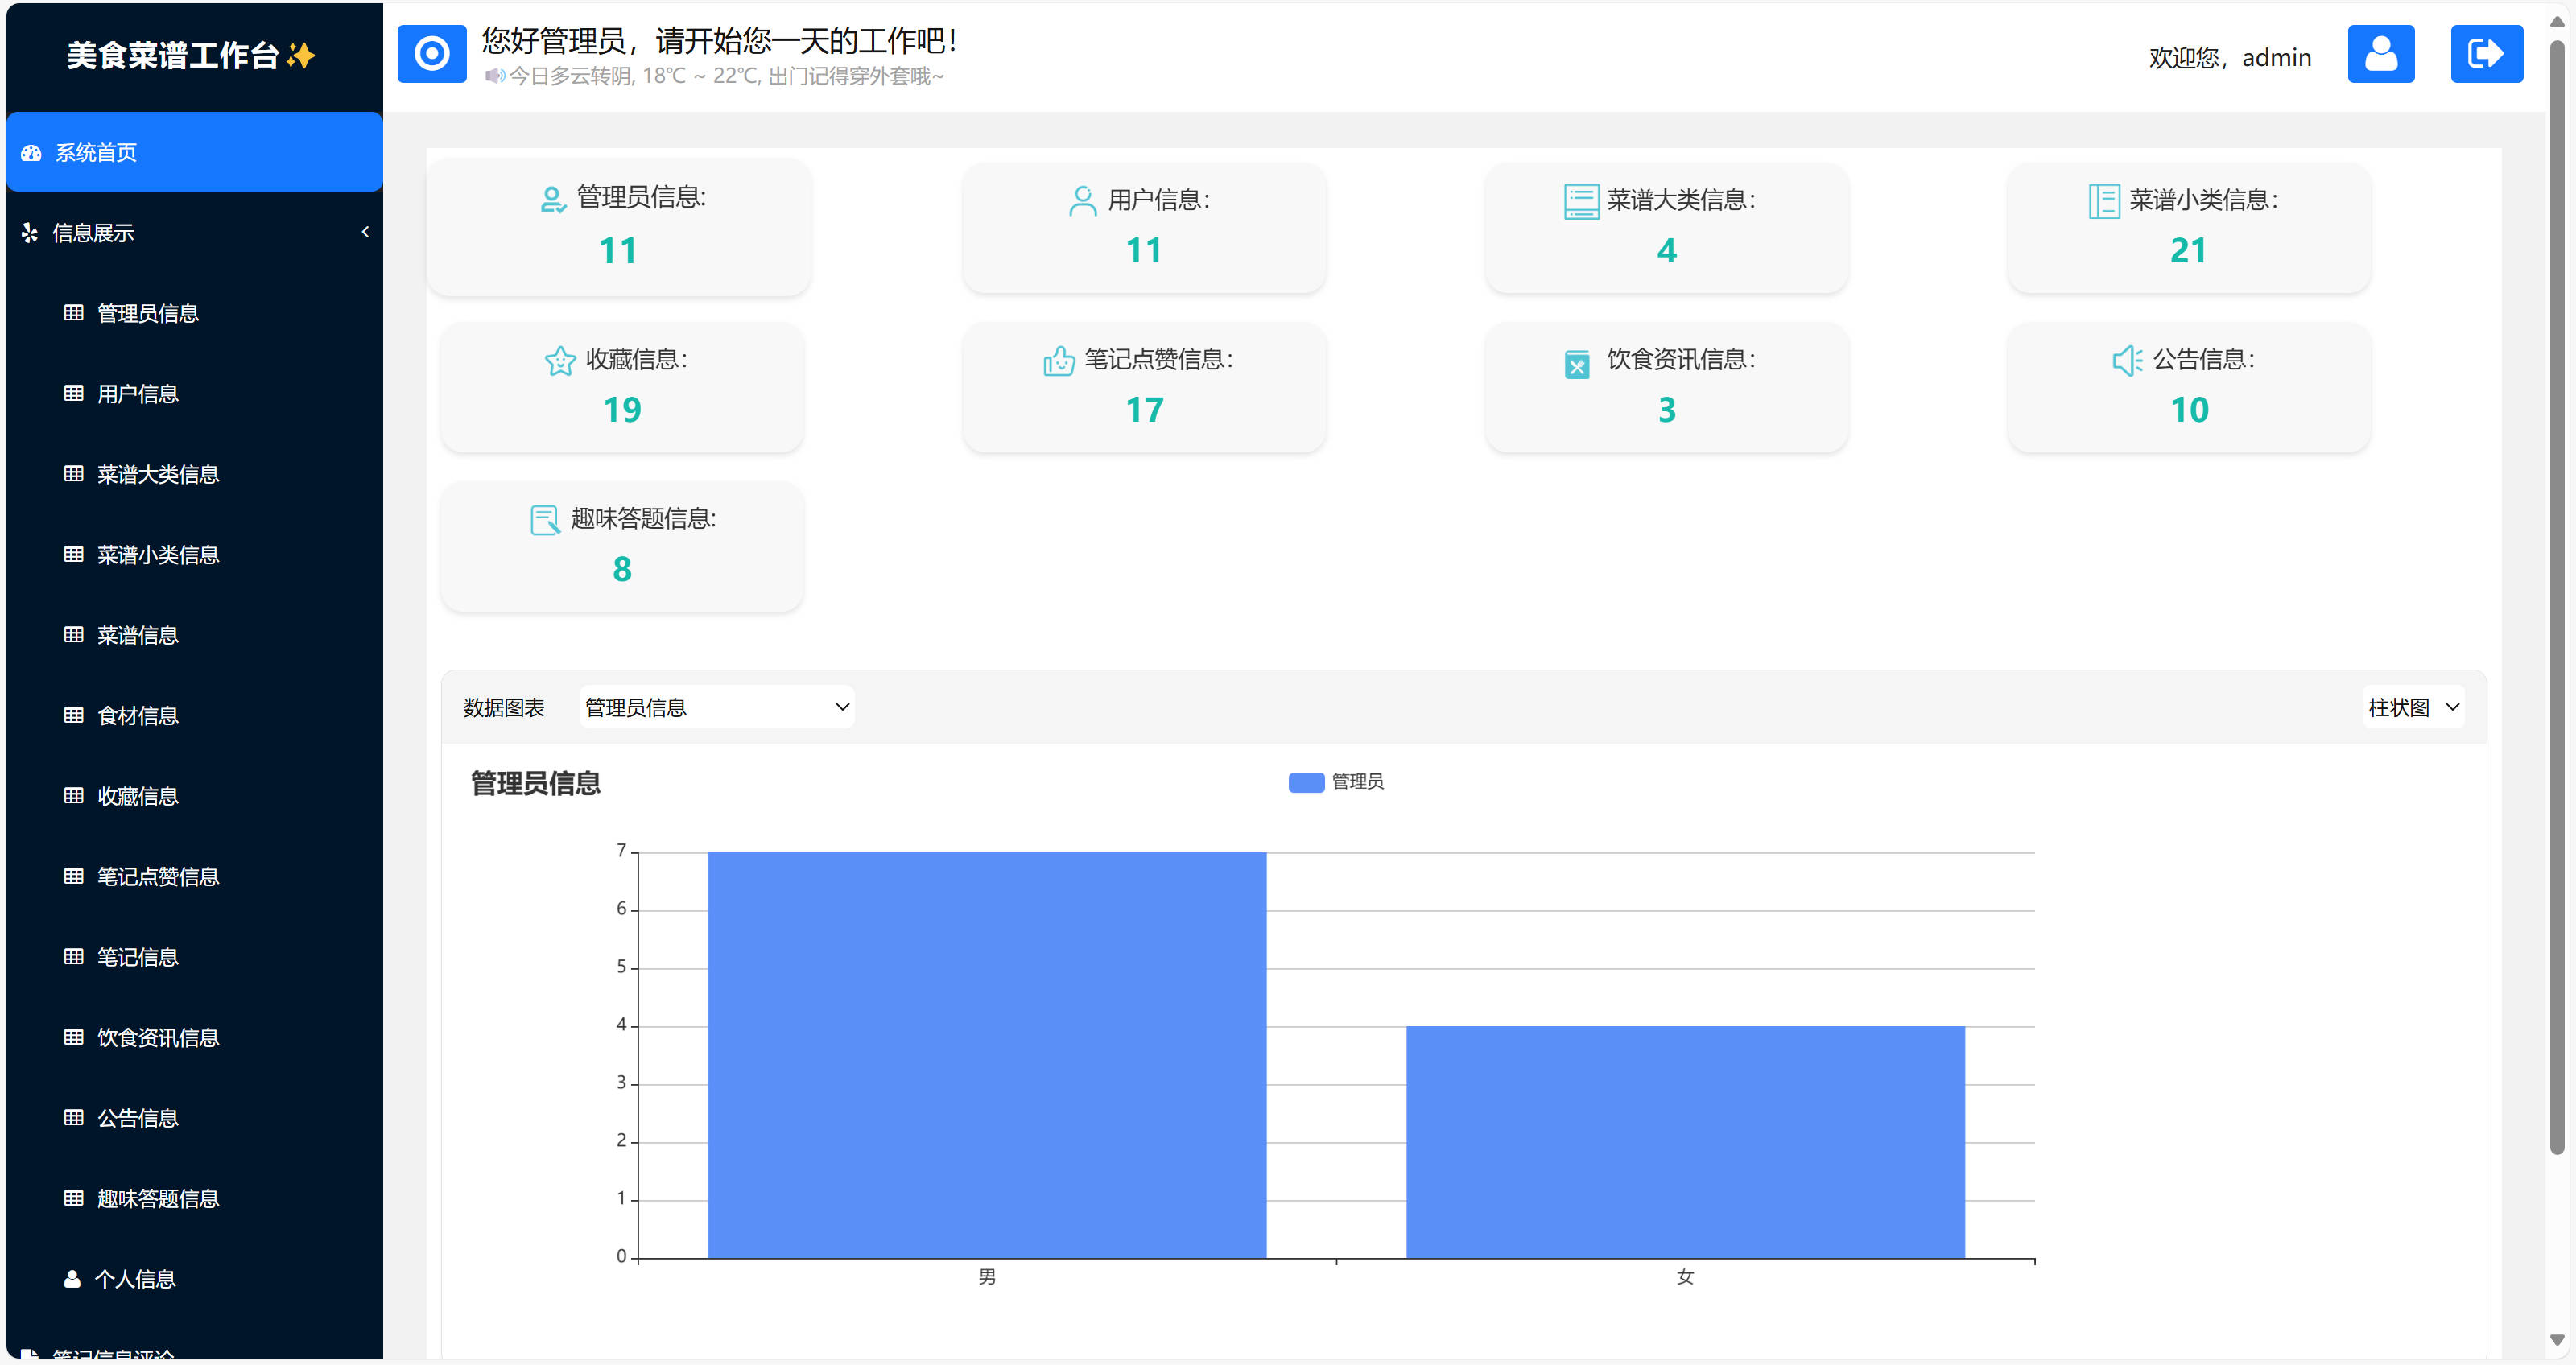 美食菜谱工作台✨
系统首页
信息展示
管理员信息
用户信息
菜谱大类信息
菜谱小类信息
菜谱信息
食材信息
收藏信息
笔记点赞信息
笔记信息
饮食资讯信息
公告信息
趣味答题信息
个人信息
笔记信息评论
您好管理员，请开始您一天的工作吧！
今日多云转阴, 18℃ ~ 22℃, 出门记得穿外套哦~
欢迎您，admin
管理员信息:
11
用户信息：
11
菜谱大类信息：
4
菜谱小类信息：
21
收藏信息：
19
笔记点赞信息：
17
饮食资讯信息：
3
公告信息：
10
趣味答题信息:
8
数据图表
管理员信息
柱状图
管理员信息
管理员
7
6
5
4
3
2
1
0
男
女